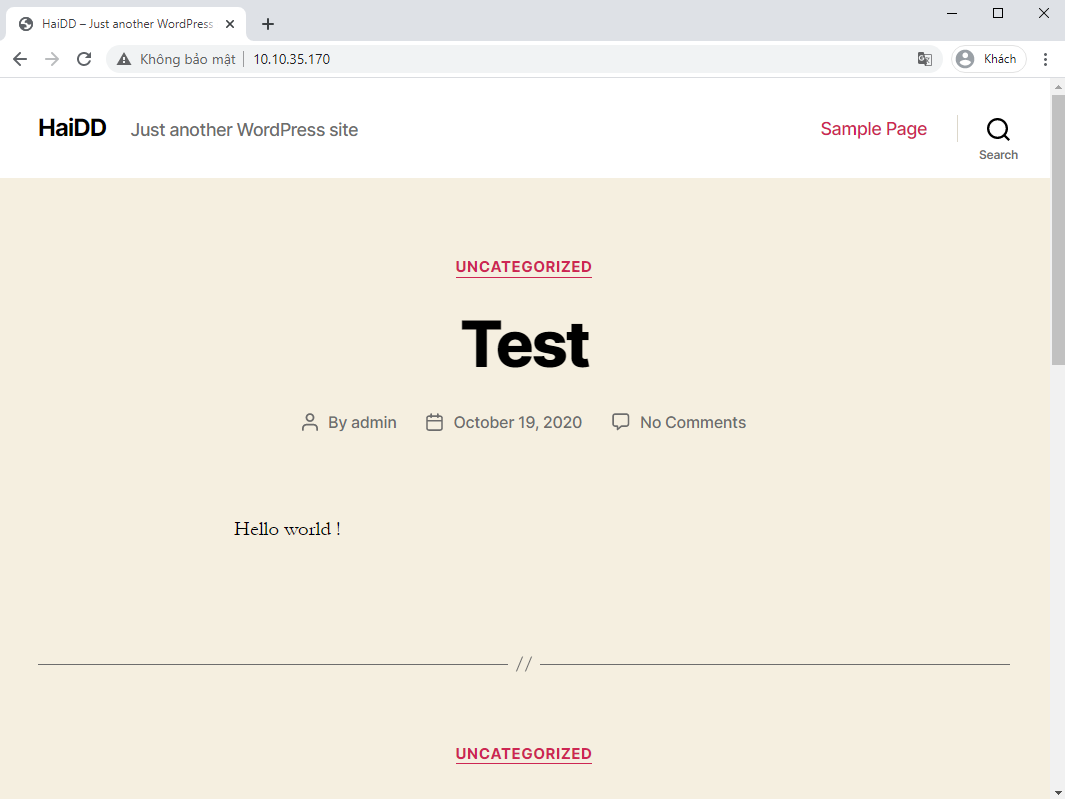 HaiDD – Just another WordPress
Không bảo mật 10.10.35.170 Khách
HaiDD Just another WordPress site Sample Page
Search
UNCATEGORIZED
Test
By admin October 19, 2020 No Comments
Hello world !
//
UNCATEGORIZED